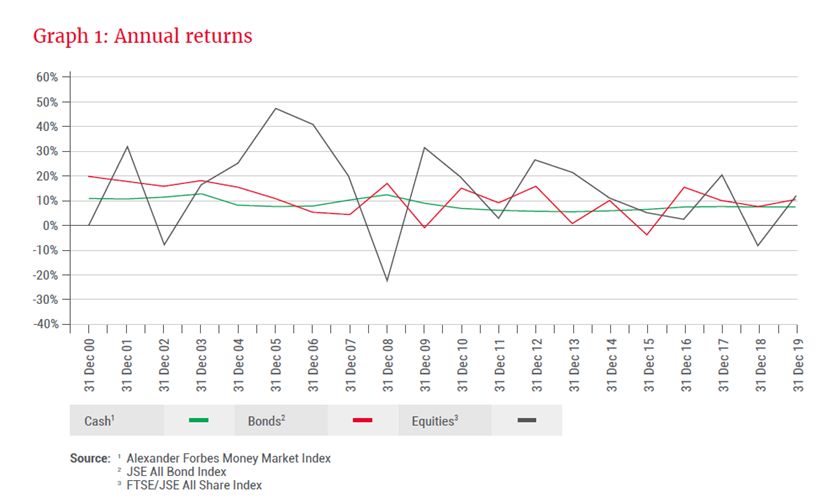 Graph 1: Annual returns
60%
50%
40%
30%
20%
10%
0%
-10%
-20%
-30%
-40%
31 Dec 00
31 Dec 01
31 Dec 02
31 Dec 03
31 Dec 04
31 Dec 05
31 Dec 06
31 Dec 07
31 Dec 08
31 Dec 09
31 Dec 10
31 Dec 11
31 Dec 12
31 Dec 13
31 Dec 14
31 Dec 15
31 Dec 16
31 Dec 17
31 Dec 18
31 Dec 19
Cash¹ Bonds² Equities³
Source: ¹ Alexander Forbes Money Market Index
² JSE All Bond Index
³ FTSE/JSE All Share Index